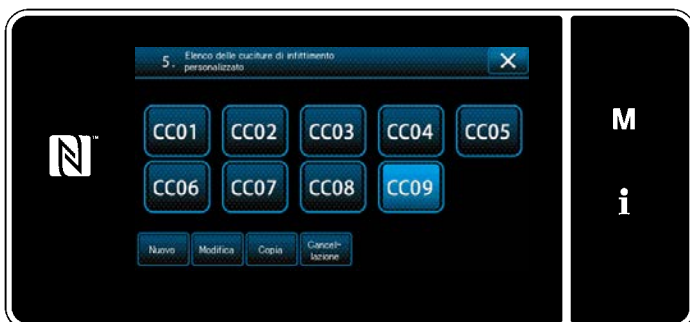 5. Elenco delle cuciture di infittimento
personalizzato
CC01 CC02 CC03 CC04 CC05
CC06 CC07 CC08 CC09
Nuovo Modifica Copia Cancel-
lazione
M
i